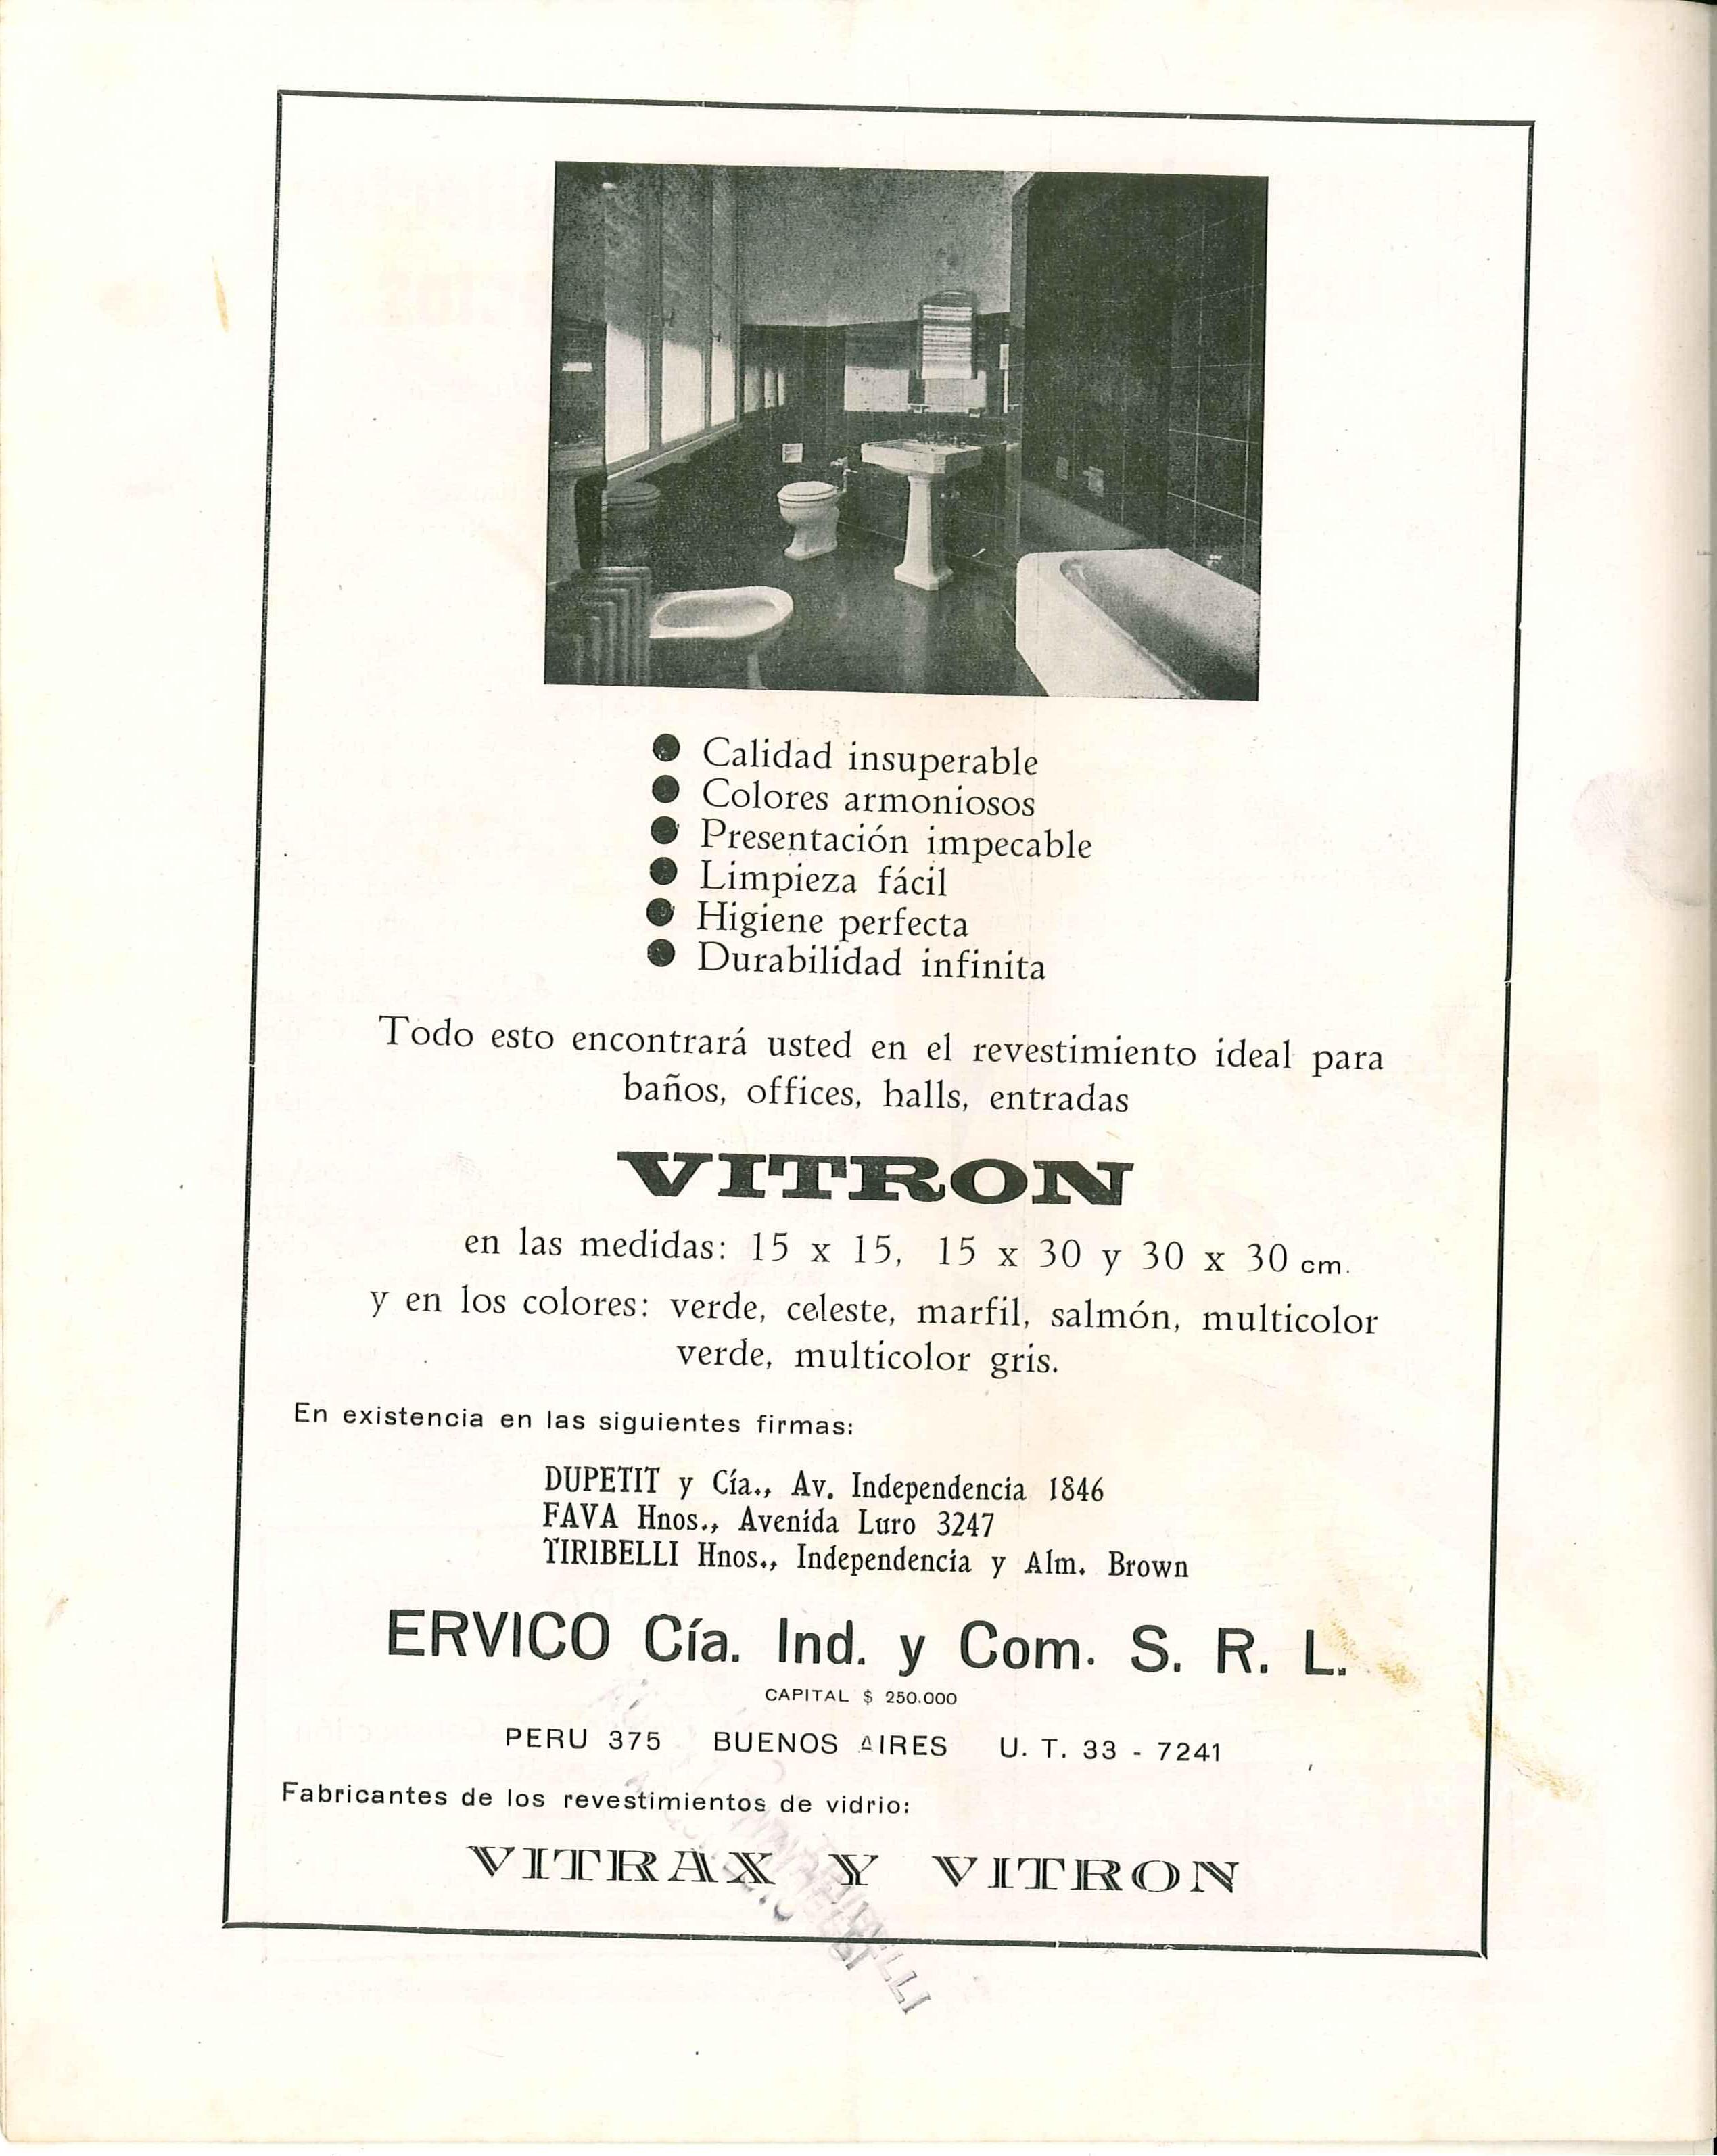 ● Calidad insuperable
● Colores armoniosos
● Presentación impecable
● Limpieza fácil
● Higiene perfecta
● Durabilidad infinita
Todo esto encontrará usted en el revestimiento ideal para
baños, offices, halls, entradas
VITRON
en las medidas: 15 x 15, 15 x 30 y 30 x 30 cm.
y en los colores: verde, celeste, marfil, salmón, multicolor
verde, multicolor gris.
En existencia en las siguientes firmas:
DUPETIT y Cía., Av. Independencia 1846
FAVA Hnos., Avenida Luro 3247
TIRIBELLI Hnos., Independencia y Alm. Brown
ERVICO Cía. Ind. y Com. S. R. L.
CAPITAL $ 250.000
PERU 375 BUENOS AIRES U. T. 33 - 7241
Fabricantes de los revestimientos de vidrio:
VITRAX Y VITRON